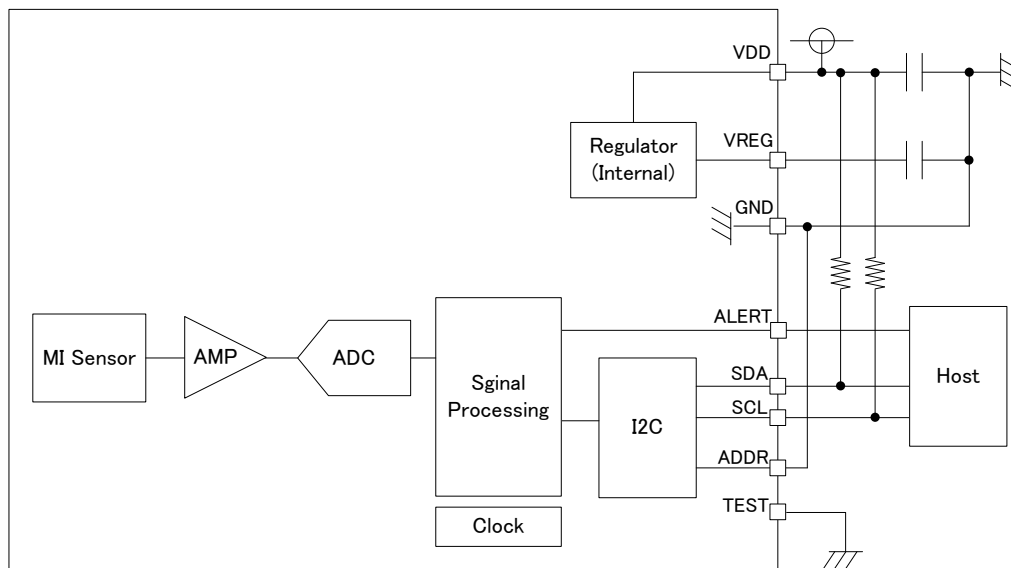 VDD
Regulator
(Internal)
VREG
GND
ALERT
MI Sensor
AMP
ADC
Sginal
Processing
I2C
SDA
SCL
ADDR
Host
TEST
Clock